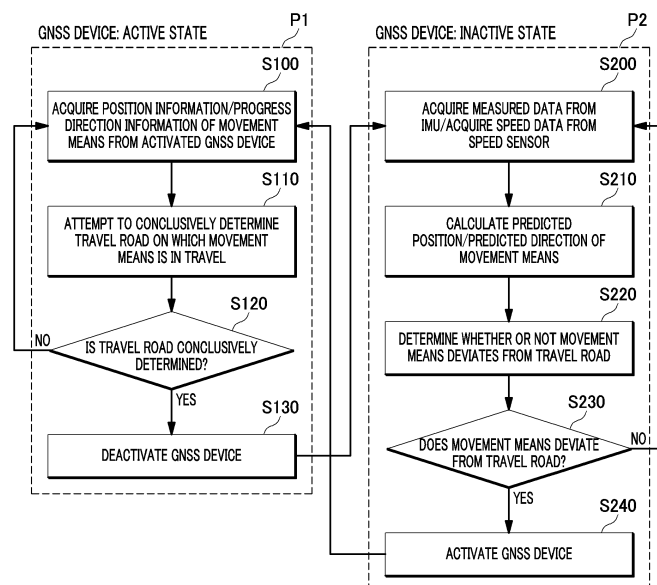 GNSS DEVICE: ACTIVE STATE
P1
S100
ACQUIRE POSITION INFORMATION/PROGRESS
DIRECTION INFORMATION OF MOVEMENT
MEANS FROM ACTIVATED GNSS DEVICE
S110
ATTEMPT TO CONCLUSIVELY DETERMINE
TRAVEL ROAD ON WHICH MOVEMENT
MEANS IS IN TRAVEL
S120
NO
IS TRAVEL ROAD CONCLUSIVELY
DETERMINED?
YES
S130
DEACTIVATE GNSS DEVICE
GNSS DEVICE: INACTIVE STATE
P2
S200
ACQUIRE MEASURED DATA FROM
IMU/ACQUIRE SPEED DATA FROM
SPEED SENSOR
S210
CALCULATE PREDICTED
POSITION/PREDICTED DIRECTION OF
MOVEMENT MEANS
S220
DETERMINE WHETHER OR NOT MOVEMENT
MEANS DEVIATES FROM TRAVEL ROAD
S230
NO
DOES MOVEMENT MEANS DEVIATE
FROM TRAVEL ROAD?
YES
S240
ACTIVATE GNSS DEVICE